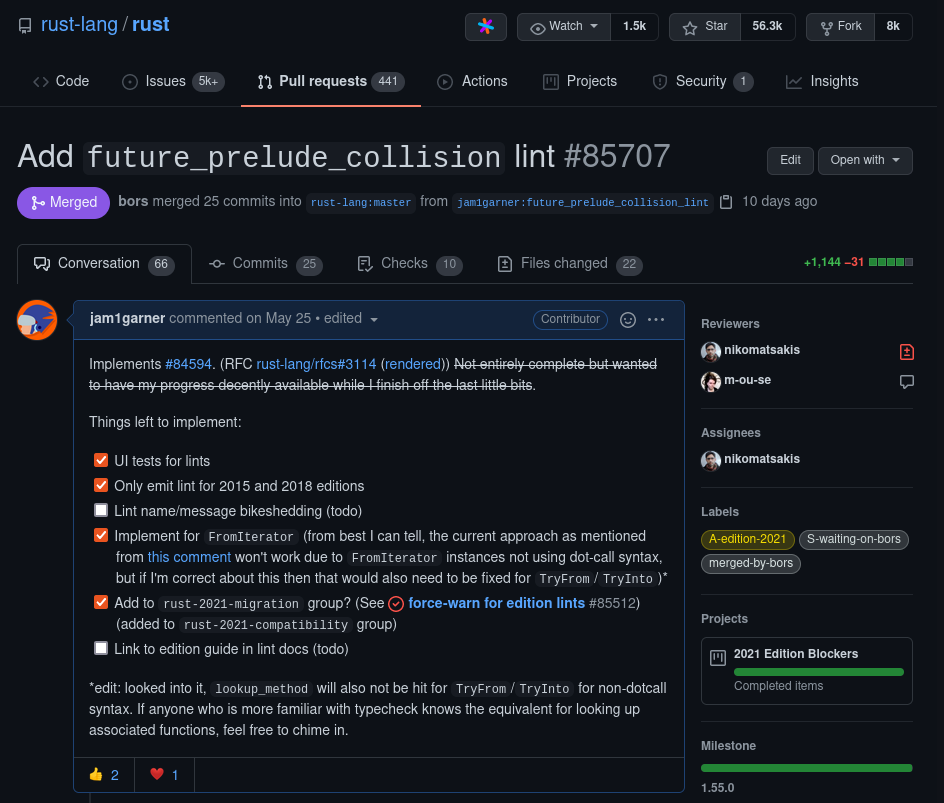 rust-lang / rust
Watch 1.5k Star 56.3k Fork 8k
Code Issues 5k+ Pull requests 441 Actions Projects Security 1 Insights
Add future_prelude_collision lint #85707
Edit Open with
Merged bors merged 25 commits into rust-lang:master from jam1garner:future_prelude_collision_lint 10 days ago
Conversation 66 Commits 25 Checks 10 Files changed 22 +1,144 −31
jam1garner commented on May 25 • edited Contributor
Implements #84594. (RFC rust-lang/rfcs#3114 (rendered)) Not entirely complete but wanted
to have my progress decently available while I finish off the last little bits.
Things left to implement:
UI tests for lints
Only emit lint for 2015 and 2018 editions
Lint name/message bikeshedding (todo)
Implement for FromIterator (from best I can tell, the current approach as mentioned
from this comment won't work due to FromIterator instances not using dot-call syntax,
but if I'm correct about this then that would also need to be fixed for TryFrom / TryInto )*
Add to rust-2021-migration group? (See force-warn for edition lints #85512)
(added to rust-2021-compatibility group)
Link to edition guide in lint docs (todo)
*edit: looked into it, lookup_method will also not be hit for TryFrom / TryInto for non-dotcall
syntax. If anyone who is more familiar with typecheck knows the equivalent for looking up
associated functions, feel free to chime in.
👍 2 ❤️ 1
Reviewers
nikomatsakis
m-ou-se
Assignees
nikomatsakis
Labels
A-edition-2021 S-waiting-on-bors
merged-by-bors
Projects
2021 Edition Blockers
Completed items
Milestone
1.55.0